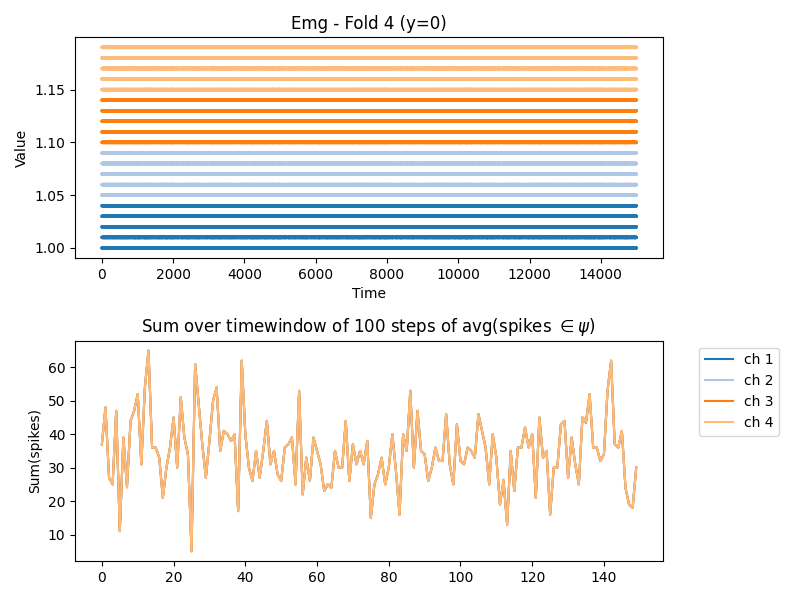 Emg - Fold 4 (y=0)
Value
1.15
1.10
1.05
1.00
0 2000 4000 6000 8000 10000 12000 14000
Time
Sum over timewindow of 100 steps of avg(spikes ∈ ψ)
Sum(spikes)
60
50
40
30
20
10
0 20 40 60 80 100 120 140
ch 1
ch 2
ch 3
ch 4